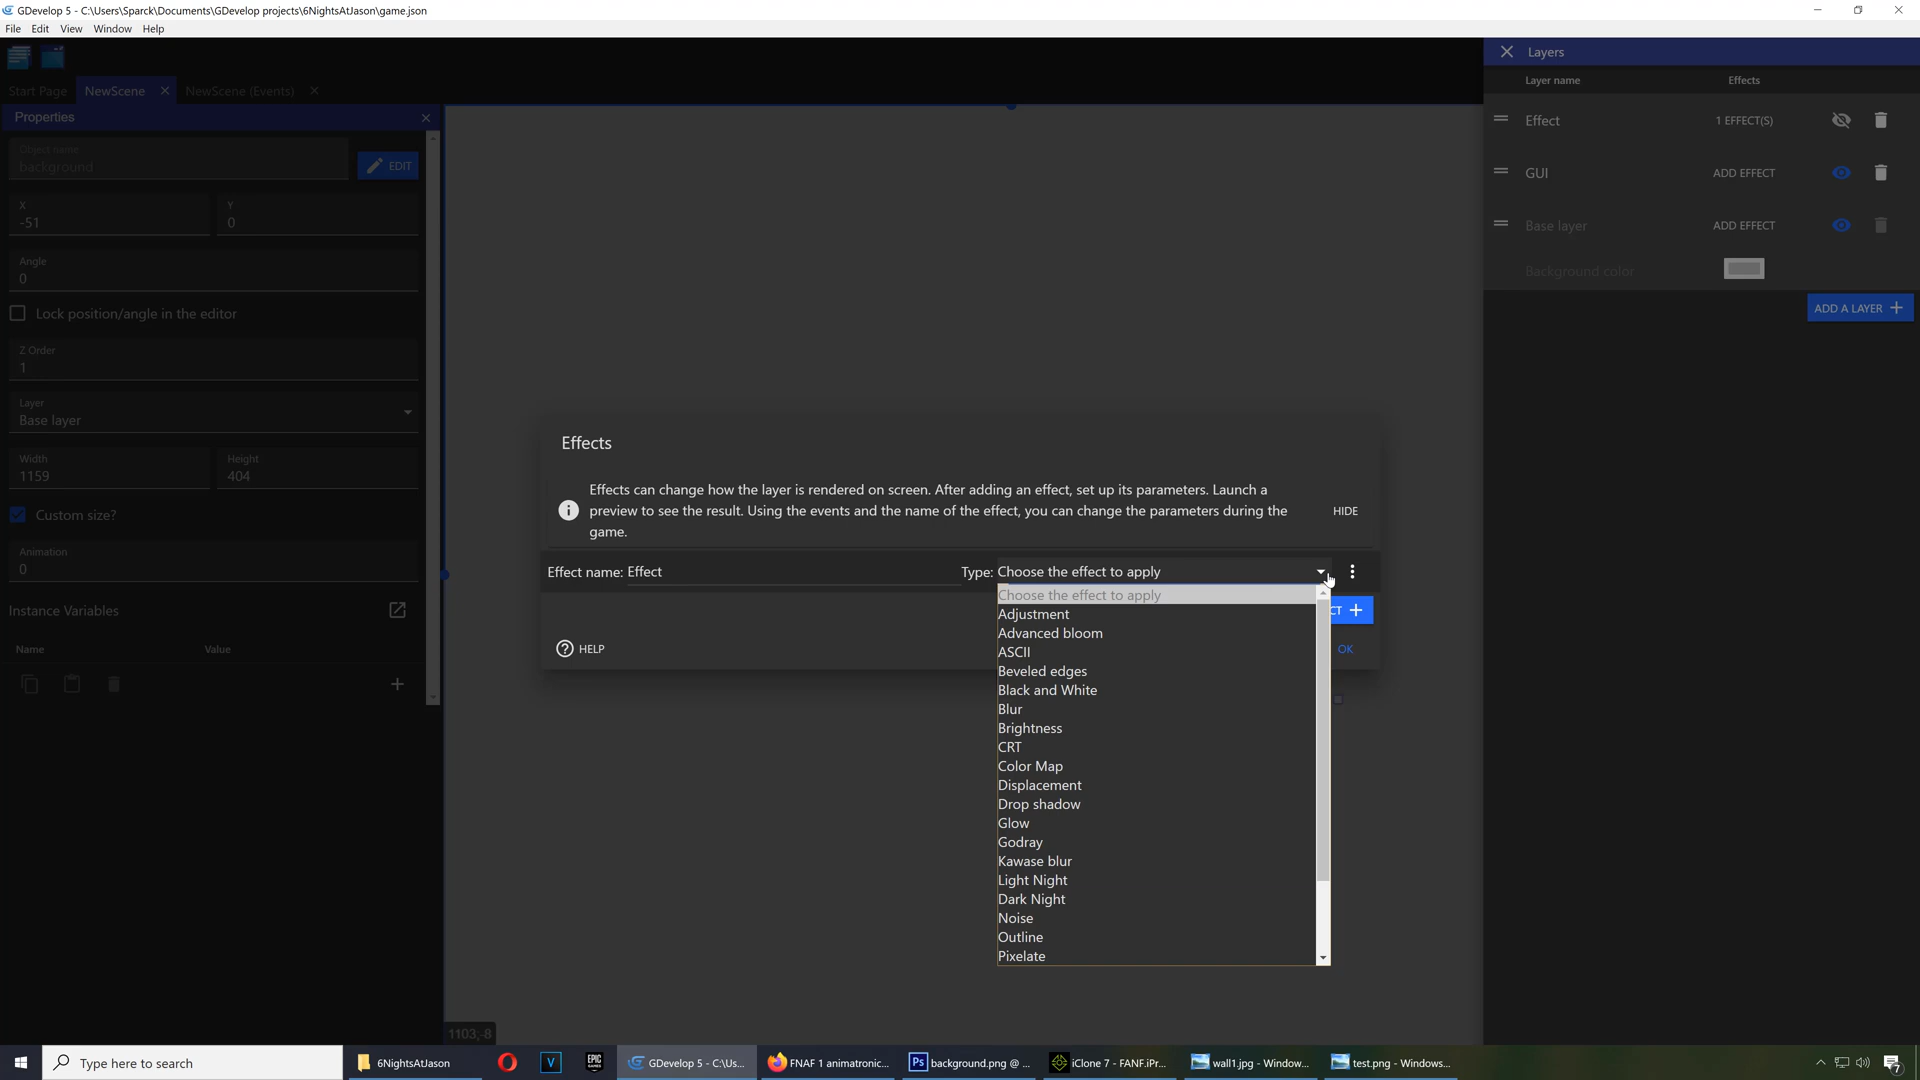 GDevelop 5 - C:\Users\Sparck\Documents\GDevelop projects\6NightsAtJason\game.json
File Edit View Window Help
Layers
Start Page NewScene NewScene (Events)
Layer name Effects
Properties
Object name
background
EDIT
Effect 1 EFFECT(S)
GUI ADD EFFECT
Base layer ADD EFFECT
Background color
ADD A LAYER
X Y
-51 0
Angle
0
Lock position/angle in the editor
Z Order
1
Layer
Base layer
Width Height
1159 404
Custom size?
Animation
0
Instance Variables
Name Value
Effects
Effects can change how the layer is rendered on screen. After adding an effect, set up its parameters. Launch a
preview to see the result. Using the events and the name of the effect, you can change the parameters during the
game.
HIDE
Effect name: Effect Type: Choose the effect to apply
Choose the effect to apply
Adjustment
Advanced bloom
ASCII
Beveled edges
Black and White
Blur
Brightness
CRT
Color Map
Displacement
Drop shadow
Glow
Godray
Kawase blur
Light Night
Dark Night
Noise
Outline
Pixelate
CT
HELP
OK
1103;-8
Type here to search
6NightsAtJason
GDevelop 5 - C:\Us...
FNAF 1 animatronic...
background.png @ ...
iClone 7 - FANF.iPr...
wall1.jpg - Window...
test.png - Windows...
7